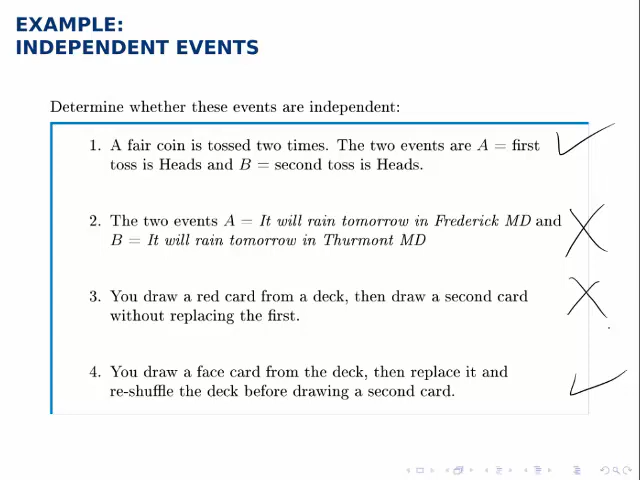 EXAMPLE:
INDEPENDENT EVENTS
Determine whether these events are independent:
1. A fair coin is tossed two times. The two events are A = first
toss is Heads and B = second toss is Heads.
2. The two events A = It will rain tomorrow in Frederick MD and
B = It will rain tomorrow in Thurmont MD
3. You draw a red card from a deck, then draw a second card
without replacing the first.
4. You draw a face card from the deck, then replace it and
re-shuffle the deck before drawing a second card.